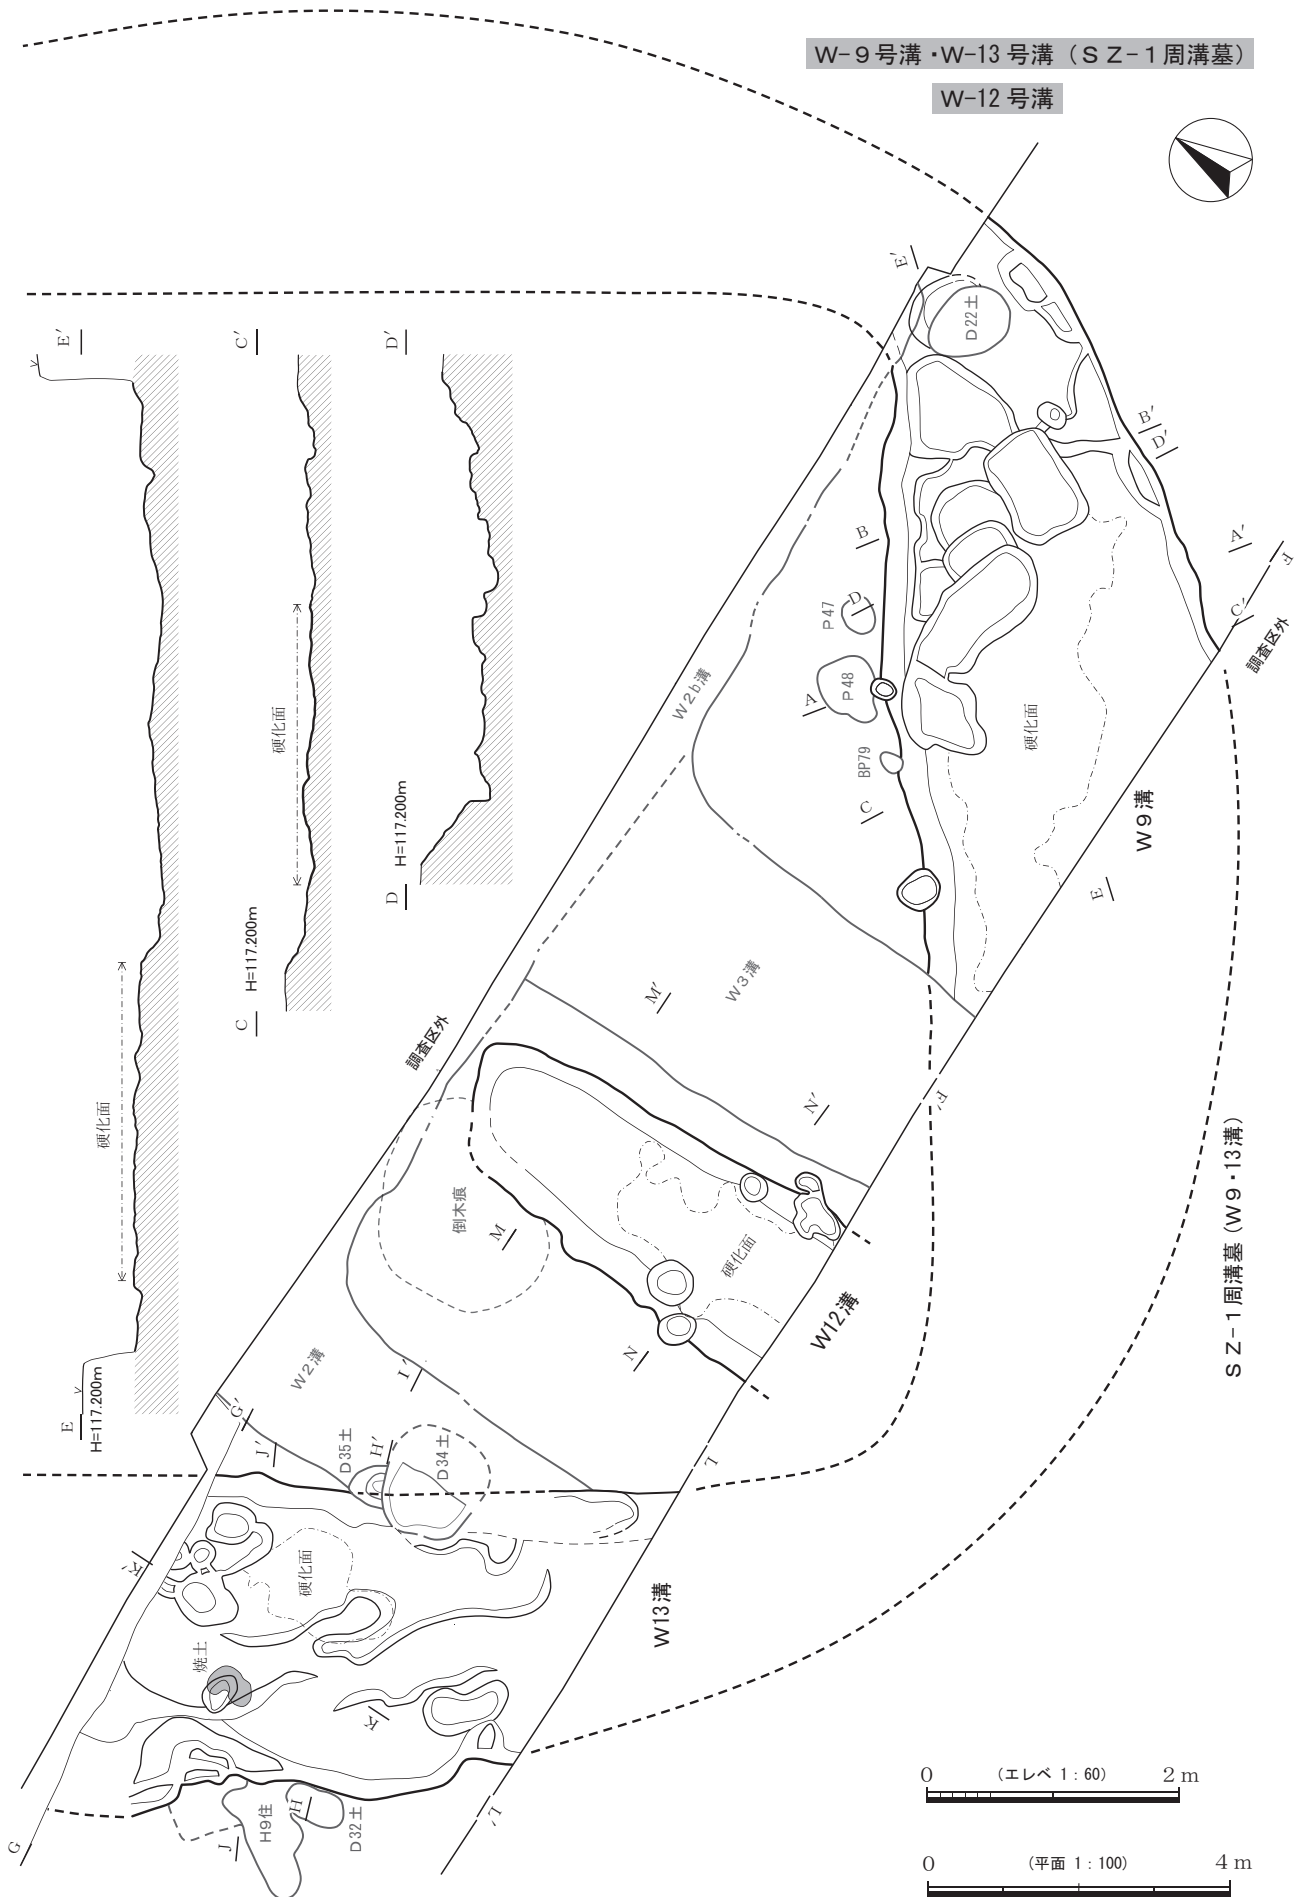 W-9号溝・W-13号溝（ＳＺ-１周溝墓）
W-12号溝
E′
C′
D′
E′
D22土
B′
D′
B
A′
F
C′
調査区外
P47
D
P48
A
BP79
C
W2b溝
硬化面
W9溝
E
硬化面
H=117.200m
D
H=117.200m
C
硬化面
W3溝
M′
調査区外
N′
F′
倒木痕
M
硬化面
W12溝
N
ＳＺ-１周溝墓（W9・13溝）
E
H=117.200m
W2溝
I′
G′
J′
D35土
H′
D34土
L
K′
硬化面
W13溝
焼土
K
H9住
H
D32土
J
L′
G
0 （エレベ 1：60） 2m
0 （平面 1：100） 4m